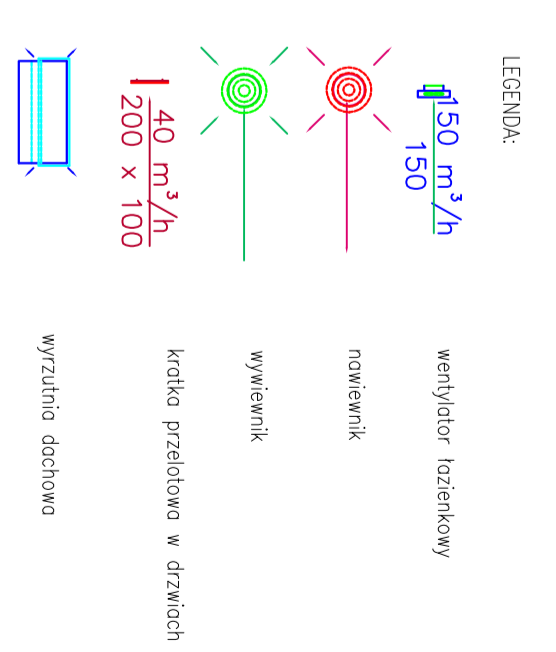 LEGENDA:
150 m³/h
150
wentylator łazienkowy
nawiewnik
wywiewnik
40 m³/h
200 x 100
kratka przelotowa w drzwiach
wyrzutnia dachowa